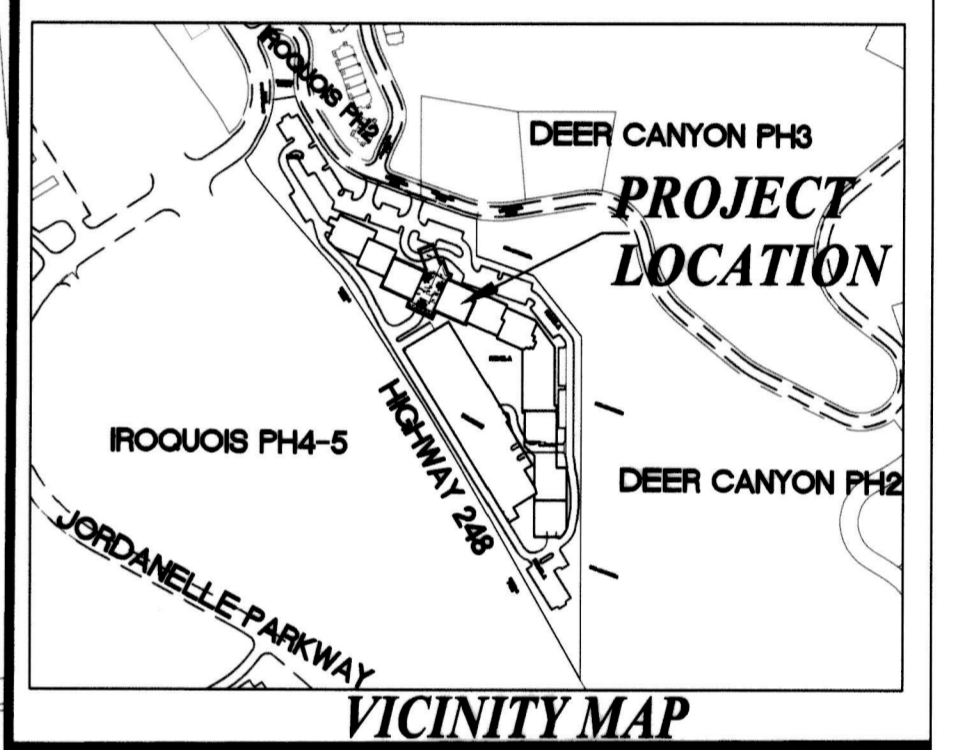 IROQUOIS PH2
DEER CANYON PH3
PROJECT
LOCATION
HIGHWAY 248
IROQUOIS PH4-5
DEER CANYON PH2
JORDANELLE PARKWAY
VICINITY MAP